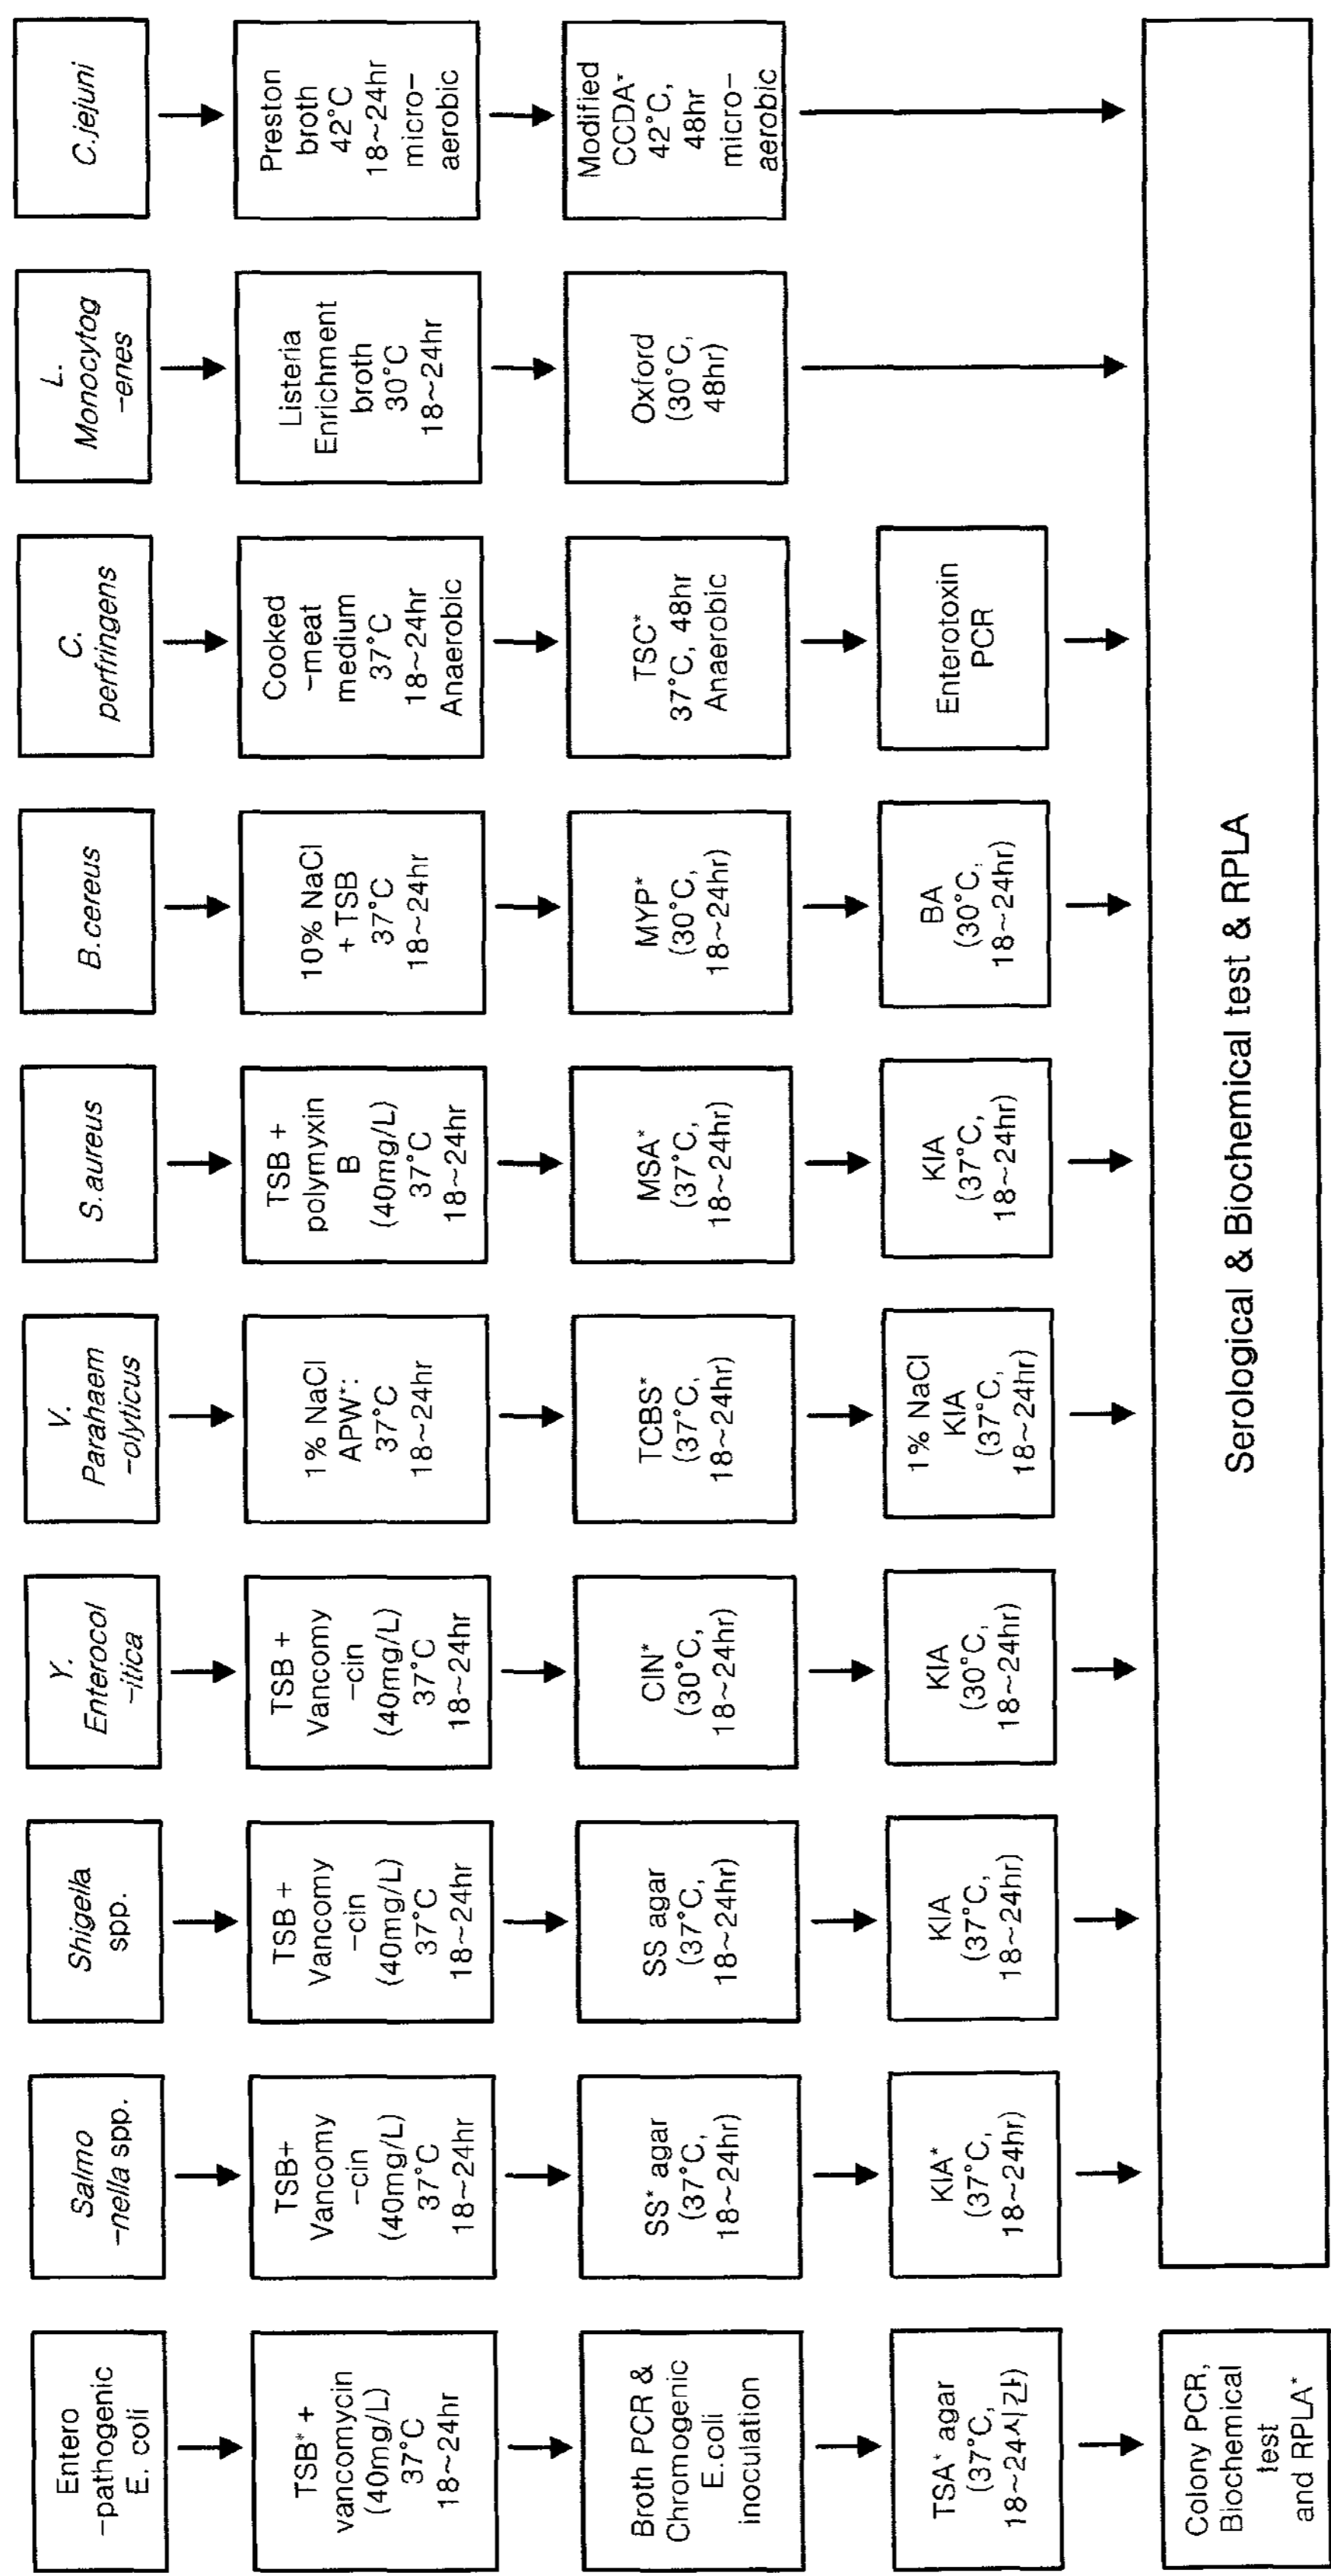 Entero
-pathogenic
E. coli
TSB* +
vancomycin
(40mg/L)
37°C
18~24hr
Broth PCR &
Chromogenic
E.coli
inoculation
TSA* agar
(37°C,
18~24시간)
Colony PCR,
Biochemical
test
and RPLA*
Salmo
-nella spp.
TSB+
Vancomy
-cin
(40mg/L)
37°C
18~24hr
SS* agar
(37°C,
18~24hr)
KIA*
(37°C,
18~24hr)
Shigella
spp.
TSB +
Vancomy
-cin
(40mg/L)
37°C
18~24hr
SS agar
(37°C,
18~24hr)
KIA
(37°C,
18~24hr)
Y.
Enterocol
-itica
TSB +
Vancomy
-cin
(40mg/L)
37°C
18~24hr
CIN*
(30°C,
18~24hr)
KIA
(30°C,
18~24hr)
V.
Parahaem
-olyticus
1% NaCl
APW*:
37°C
18~24hr
TCBS*
(37°C,
18~24hr)
1% NaCl
KIA
(37°C,
18~24hr)
S.aureus
TSB +
polymyxin
B
(40mg/L)
37°C
18~24hr
MSA*
(37°C,
18~24hr)
KIA
(37°C,
18~24hr)
B.cereus
10% NaCl
+ TSB
37°C
18~24hr
MYP*
(30°C,
18~24hr)
BA
(30°C,
18~24hr)
C.
perfringens
Cooked
-meat
medium
37°C
18~24hr
Anaerobic
TSC*
37°C, 48hr
Anaerobic
Enterotoxin
PCR
L.
Monocytog
-enes
Listeria
Enrichment
broth
30°C
18~24hr
Oxford
(30°C,
48hr)
C.jejuni
Preston
broth
42°C
18~24hr
micro-
aerobic
Modified
CCDA*
42°C,
48hr
micro-
aerobic
Serological & Biochemical test & RPLA